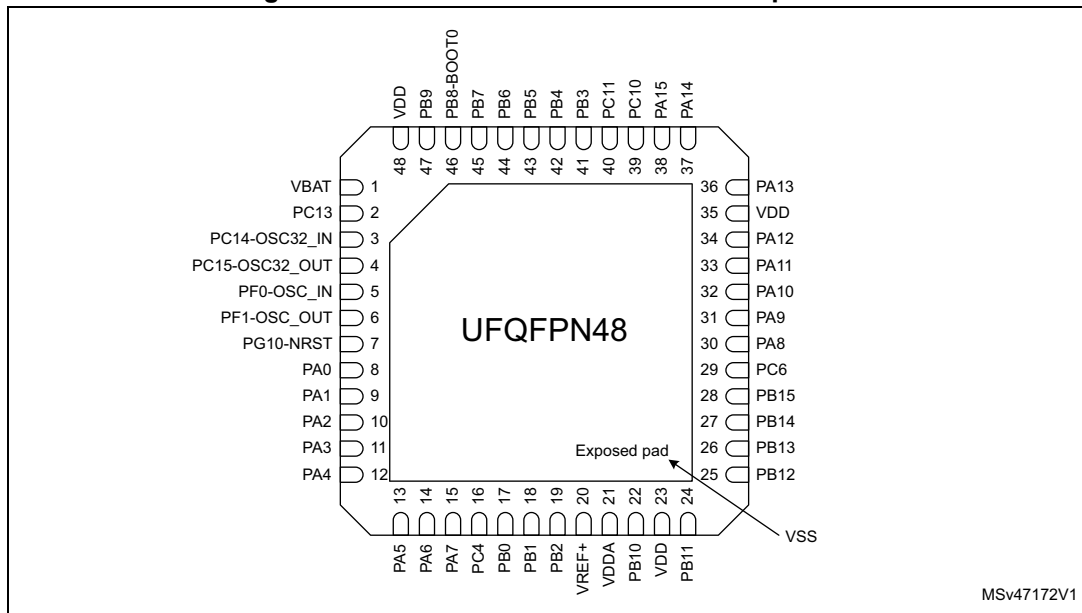 VDD
PB9
PB8-BOOT0
PB7
PB6
PB5
PB4
PB3
PC11
PC10
PA15
PA14
48
47
46
45
44
43
42
41
40
39
38
37
VBAT 1
PC13 2
PC14-OSC32_IN 3
PC15-OSC32_OUT 4
PF0-OSC_IN 5
PF1-OSC_OUT 6
PG10-NRST 7
PA0 8
PA1 9
PA2 10
PA3 11
PA4 12
UFQFPN48
Exposed pad
36 PA13
35 VDD
34 PA12
33 PA11
32 PA10
31 PA9
30 PA8
29 PC6
28 PB15
27 PB14
26 PB13
25 PB12
13
14
15
16
17
18
19
20
21
22
23
24
PA5
PA6
PA7
PC4
PB0
PB1
PB2
VREF+
VDDA
PB10
VDD
PB11
VSS
MSv47172V1